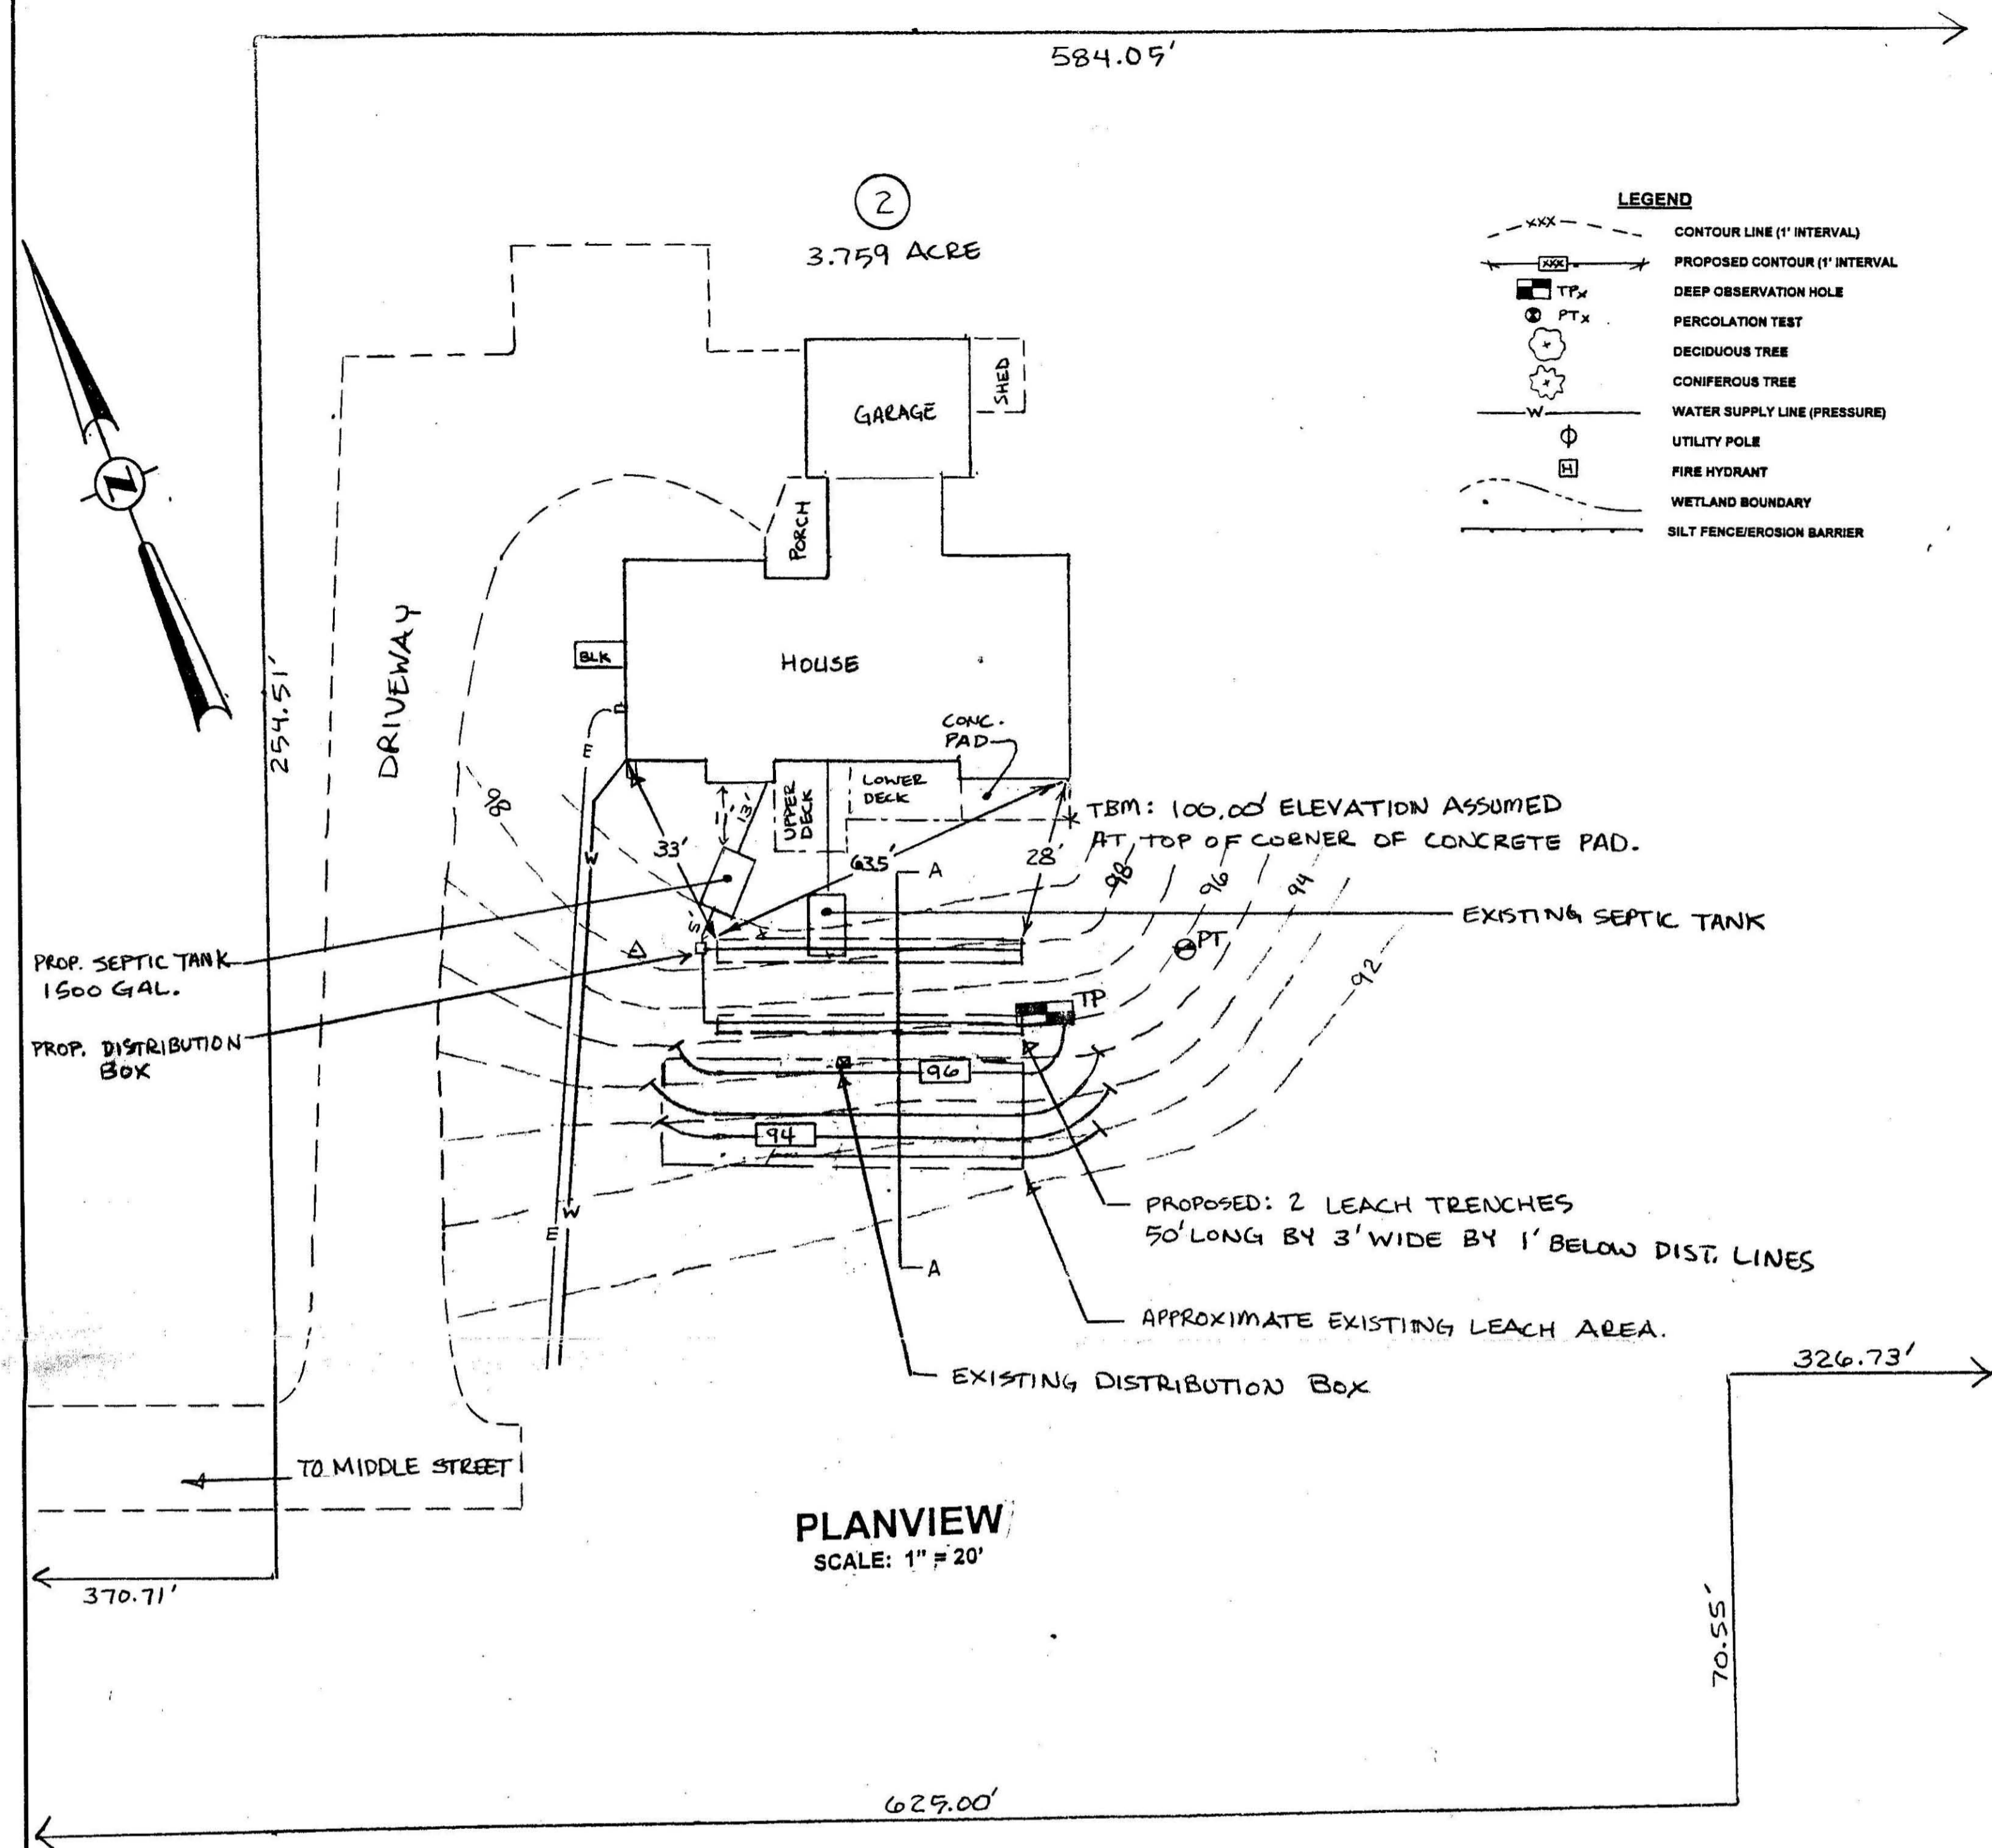 584.05'
2
3.759 ACRE
LEGEND
XXX
CONTOUR LINE (1' INTERVAL)
XXX
PROPOSED CONTOUR (1' INTERVAL
TPX
DEEP OBSERVATION HOLE
PTX
PERCOLATION TEST
DECIDUOUS TREE
CONIFEROUS TREE
W
WATER SUPPLY LINE (PRESSURE)
UTILITY POLE
H
FIRE HYDRANT
WETLAND BOUNDARY
SILT FENCE/EROSION BARRIER
N
254.51'
DRIVEWAY
GARAGE
SHED
PORCH
BLK
HOUSE
CONC.
PAD
E
98
W
11'
13'
UPPER
DECK
LOWER
DECK
33'
28'
TBM: 100.00' ELEVATION ASSUMED
AT TOP OF CORNER OF CONCRETE PAD.
A
98
96
94
92
EXISTING SEPTIC TANK
PROP. SEPTIC TANK
1500 GAL.
5'
PT
TP
PROP. DISTRIBUTION
BOX
96
94
W
E
A
PROPOSED: 2 LEACH TRENCHES
50' LONG BY 3' WIDE BY 1' BELOW DIST. LINES
APPROXIMATE EXISTING LEACH AREA.
EXISTING DISTRIBUTION BOX
326.73'
TO MIDDLE STREET
PLANVIEW
SCALE: 1" = 20'
370.71'
70.55'
625.00'